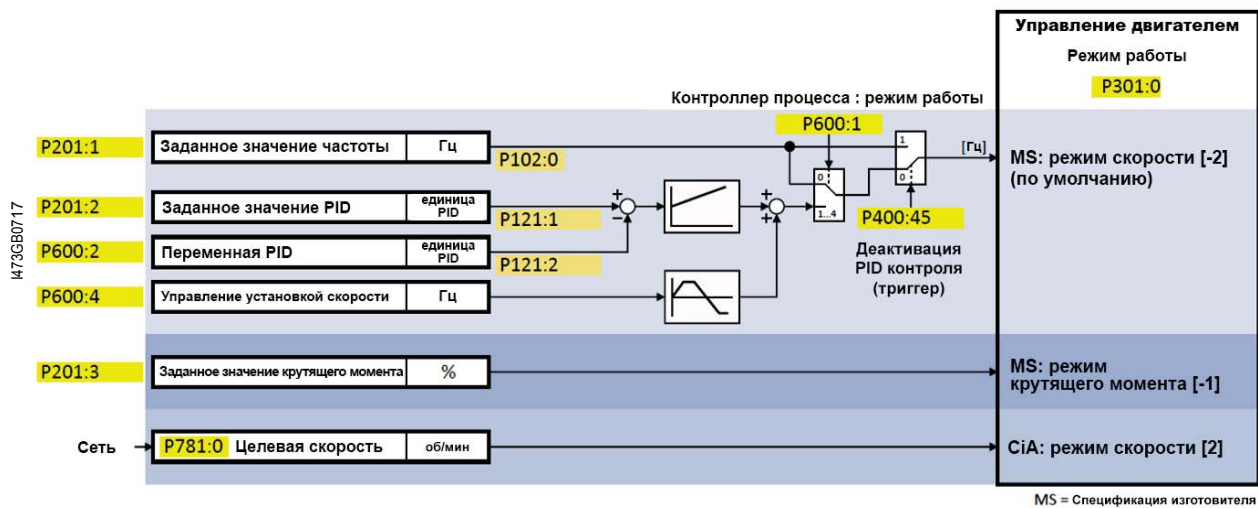 Управление двигателем
Режим работы
P301:0
Контроллер процесса : режим работы
P600:1
P201:1
Заданное значение частоты
Гц
P102:0
0
1...4
1
0
[Гц]
MS: режим скорости [-2]
(по умолчанию)
P201:2
Заданное значение PID
единица
PID
P121:1
+
−
+
+
P400:45
Деактивация
PID контроля
(триггер)
P600:2
Переменная PID
единица
PID
P121:2
P600:4
Управление установкой скорости
Гц
I473GB0717
P201:3
Заданное значение крутящего момента
%
MS: режим
крутящего момента [-1]
Сеть
P781:0 Целевая скорость
об/мин
CiA: режим скорости [2]
MS = Спецификация изготовителя